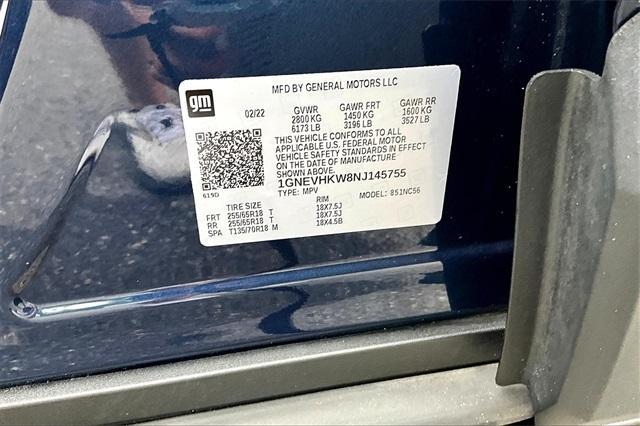 MFD BY GENERAL MOTORS LLC
gm
02/22 GVWR GAWR FRT GAWR RR
2800 KG 1450 KG 1600 KG
6173 LB 3196 LB 3527 LB
THIS VEHICLE CONFORMS TO ALL
APPLICABLE U.S. FEDERAL MOTOR
VEHICLE SAFETY STANDARDS IN EFFECT
ON THE DATE OF MANUFACTURE
SHOWN ABOVE.
1GNEVHKW8NJ145755
619D TYPE: MPV MODEL: 851NC56
TIRE SIZE RIM
FRT 255/65R18 T 18X7.5J
RR 255/65R18 T 18X7.5J
SPA T135/70R18 M 18X4.5B